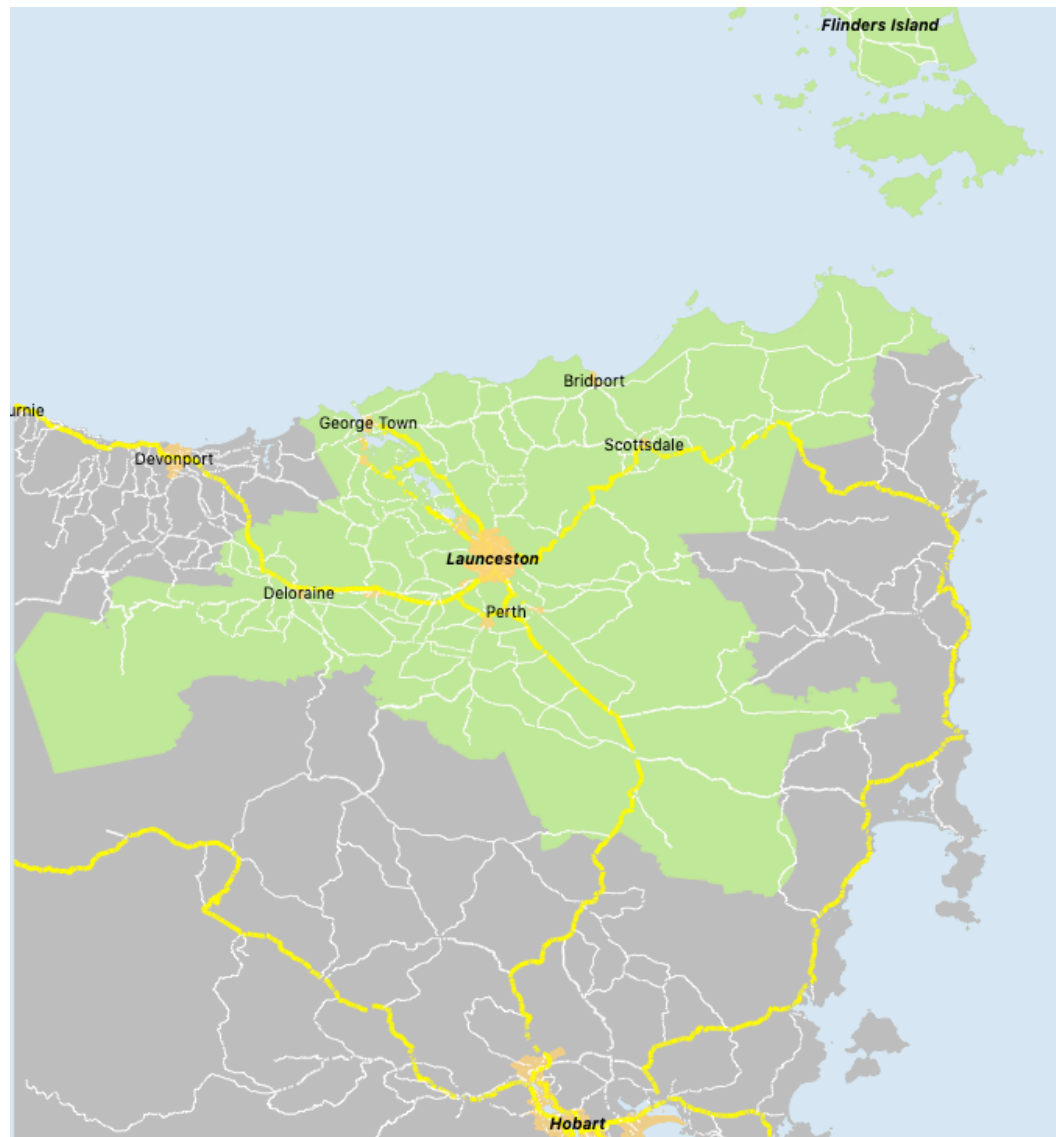 Flinders Island
Bridport
urnie
George Town
Scottsdale
Devonport
Launceston
Deloraine
Perth
Hobart